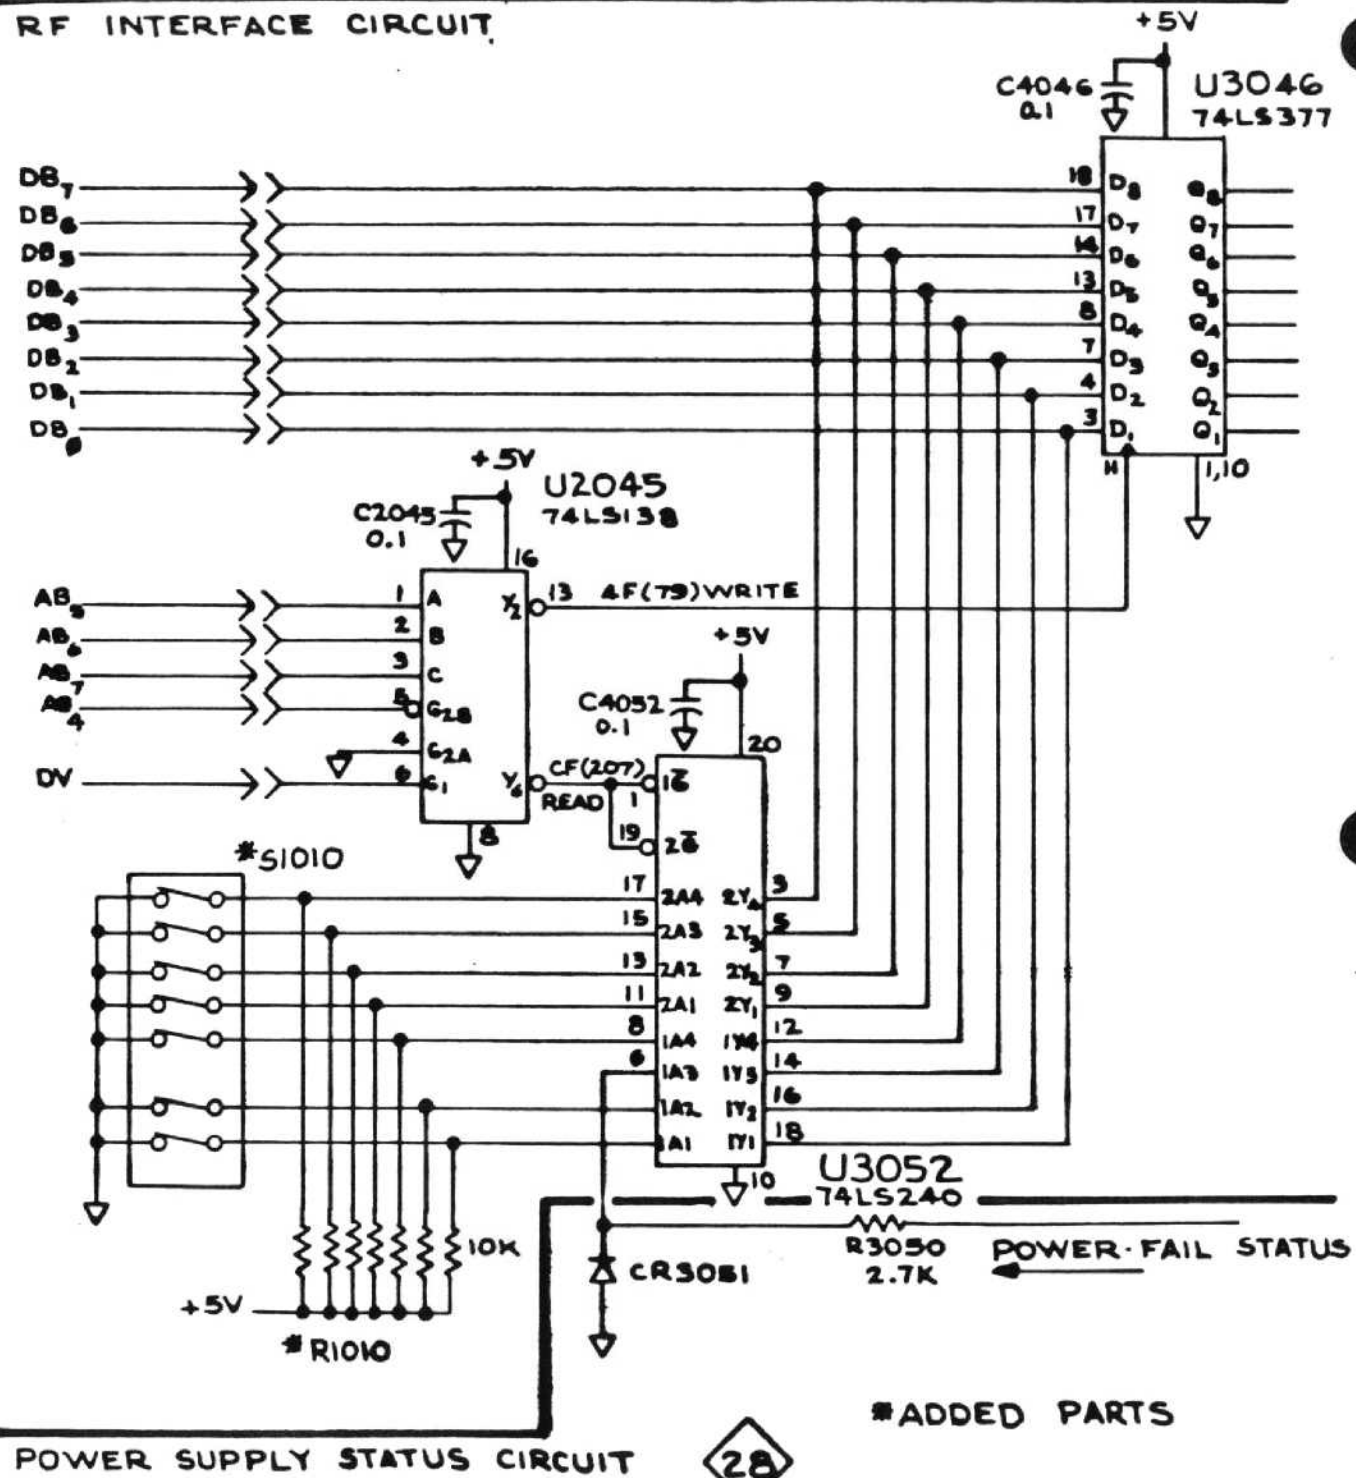 RF INTERFACE CIRCUIT
+5V
C4046
0.1
U3046
74LS377
DB7
DB6
DB5
DB4
DB3
DB2
DB1
DB0
18
17
14
13
8
7
4
3
D8
D7
D6
D5
D4
D3
D2
D1
Q8
Q7
Q6
Q5
Q4
Q3
Q2
Q1
11
1,10
+5V
U2045
74LS138
C2045
0.1
16
AB5
AB6
AB7
AB4
DV
1
2
3
5
4
6
A
B
C
G2B
G2A
G1
Y2
13
4F(79)WRITE
Y6
CF(207)
READ
8
+5V
C4052
0.1
20
1G
1
19
2G
*S1010
17
15
13
11
8
6
2A4
2A3
2A2
2A1
1A4
1A3
1A2
1A1
2Y4
2Y3
2Y2
2Y1
1Y4
1Y3
1Y2
1Y1
3
5
7
9
12
14
16
18
10
U3052
74LS240
10K
+5V
*R1010
CR3051
R3050
2.7K
POWER-FAIL STATUS
*ADDED PARTS
POWER SUPPLY STATUS CIRCUIT
28